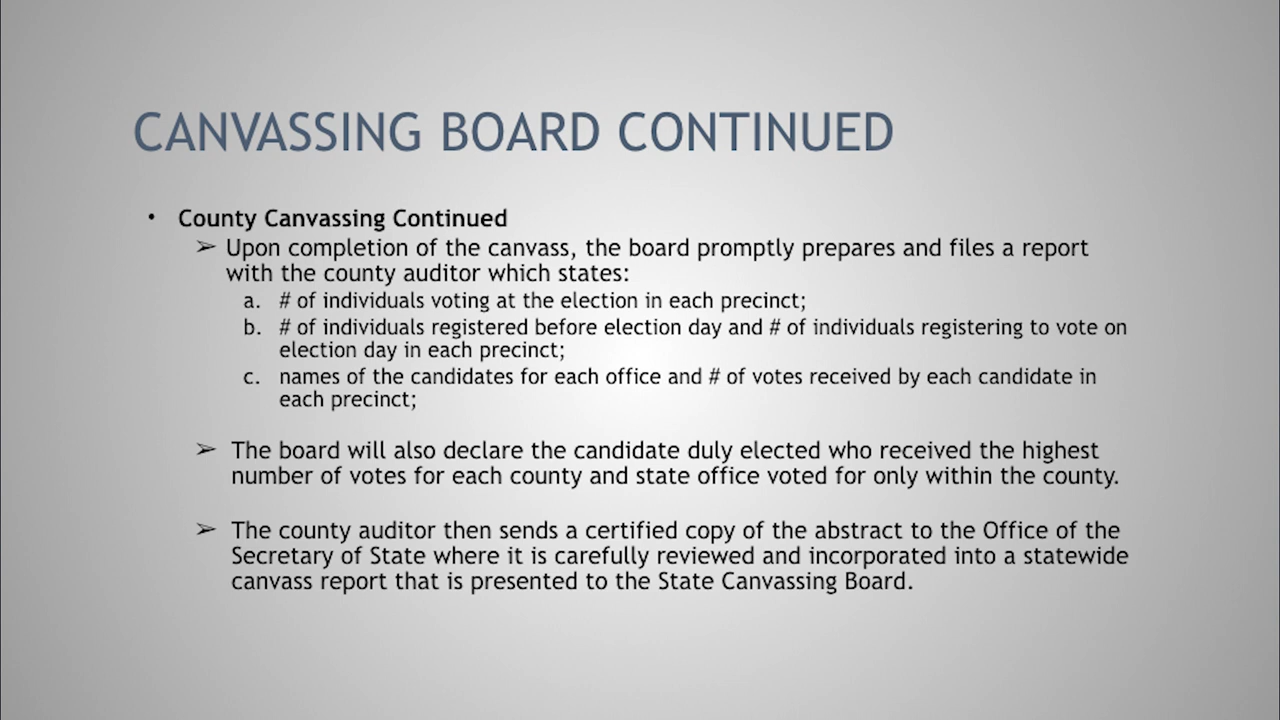 CANVASSING BOARD CONTINUED
• County Canvassing Continued
➢ Upon completion of the canvass, the board promptly prepares and files a report
with the county auditor which states:
a. # of individuals voting at the election in each precinct;
b. # of individuals registered before election day and # of individuals registering to vote on
election day in each precinct;
c. names of the candidates for each office and # of votes received by each candidate in
each precinct;
➢ The board will also declare the candidate duly elected who received the highest
number of votes for each county and state office voted for only within the county.
➢ The county auditor then sends a certified copy of the abstract to the Office of the
Secretary of State where it is carefully reviewed and incorporated into a statewide
canvass report that is presented to the State Canvassing Board.